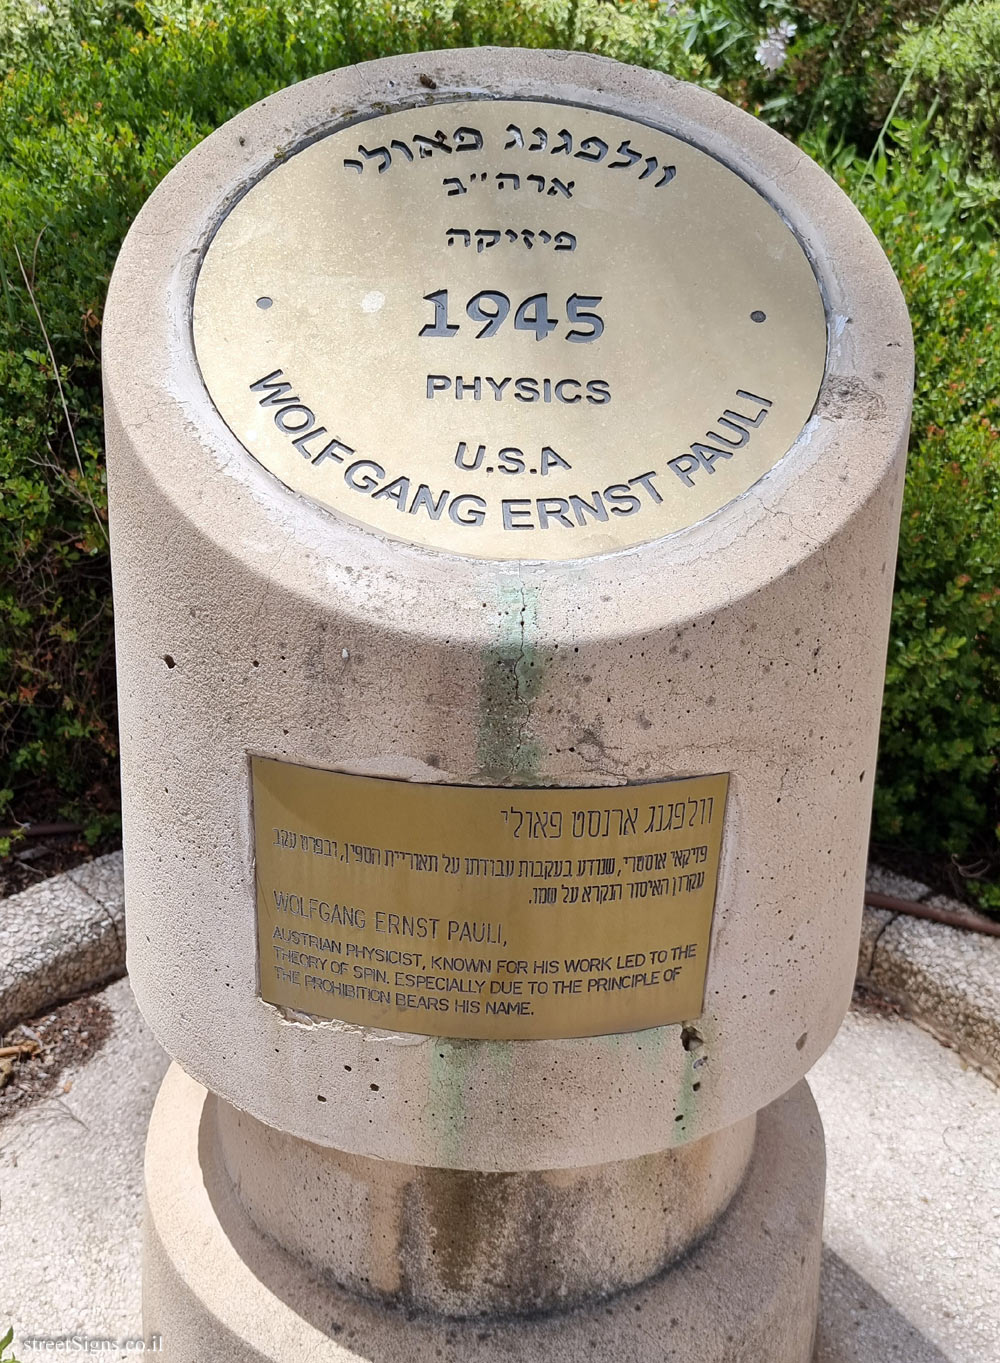 וולפגנג פאולי
ארה"ב
פיזיקה
1945
PHYSICS
U.S.A
WOLFGANG ERNST PAULI
וולפגנג ארנסט פאולי
פזיקאי אוסטרי, שנודע בעקבות עבודתו על תאוריית הספין, ובפרט עקב
עקרון האיסור הנקרא על שמו.
WOLFGANG ERNST PAULI,
AUSTRIAN PHYSICIST, KNOWN FOR HIS WORK LED TO THE
THEORY OF SPIN. ESPECIALLY DUE TO THE PRINCIPLE OF
THE PROHIBITION BEARS HIS NAME.
streetSigns.co.il